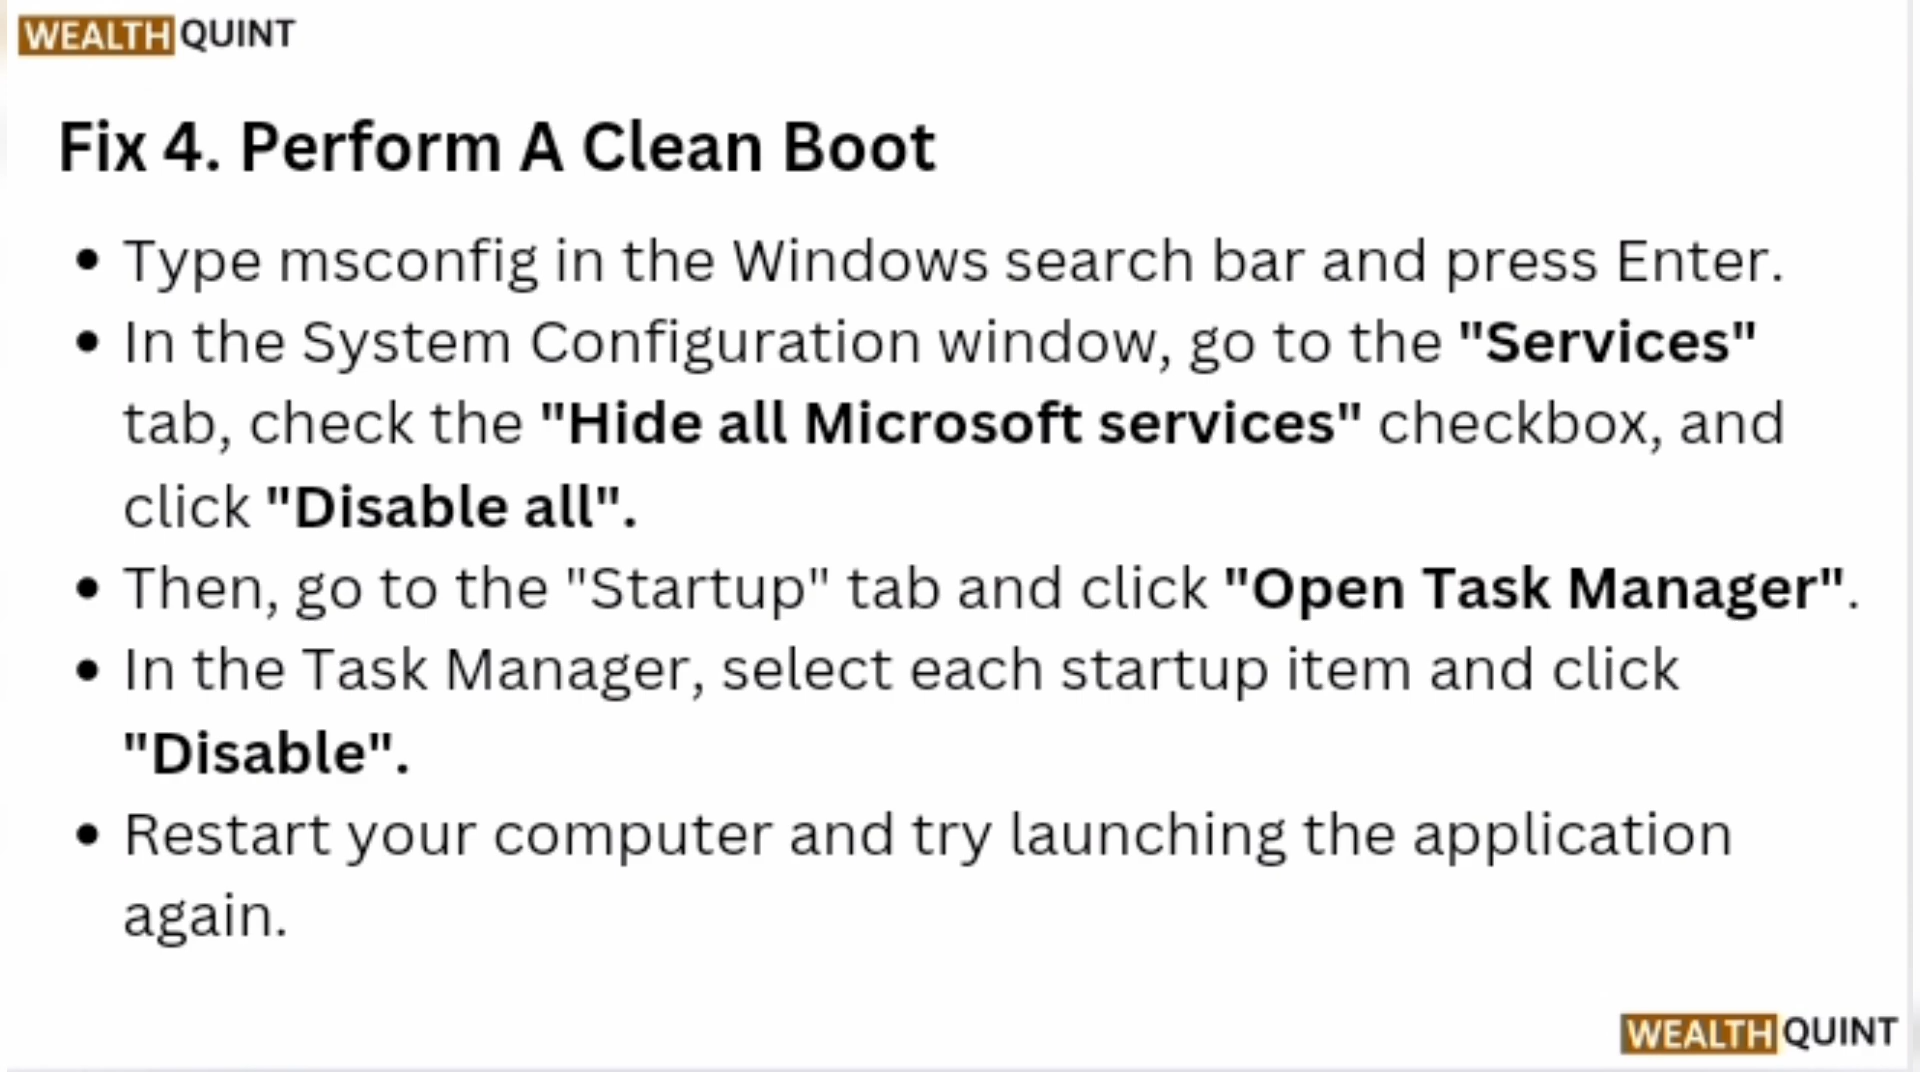 WEALTH QUINT
Fix 4. Perform A Clean Boot
• Type msconfig in the Windows search bar and press Enter.
• In the System Configuration window, go to the "Services"
tab, check the "Hide all Microsoft services" checkbox, and
click "Disable all".
• Then, go to the "Startup" tab and click "Open Task Manager".
• In the Task Manager, select each startup item and click
"Disable".
• Restart your computer and try launching the application
again.
WEALTH QUINT